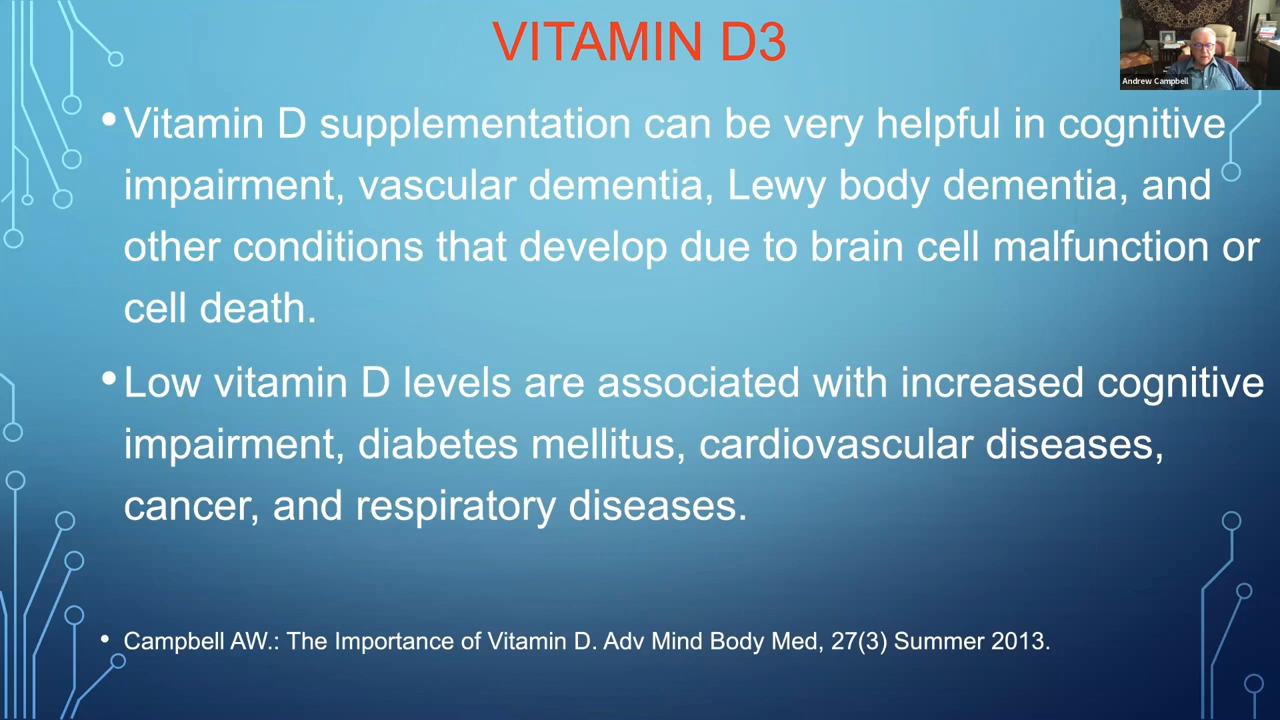 VITAMIN D3
Andrew Campbell
• Vitamin D supplementation can be very helpful in cognitive
impairment, vascular dementia, Lewy body dementia, and
other conditions that develop due to brain cell malfunction or
cell death.
• Low vitamin D levels are associated with increased cognitive
impairment, diabetes mellitus, cardiovascular diseases,
cancer, and respiratory diseases.
• Campbell AW.: The Importance of Vitamin D. Adv Mind Body Med, 27(3) Summer 2013.